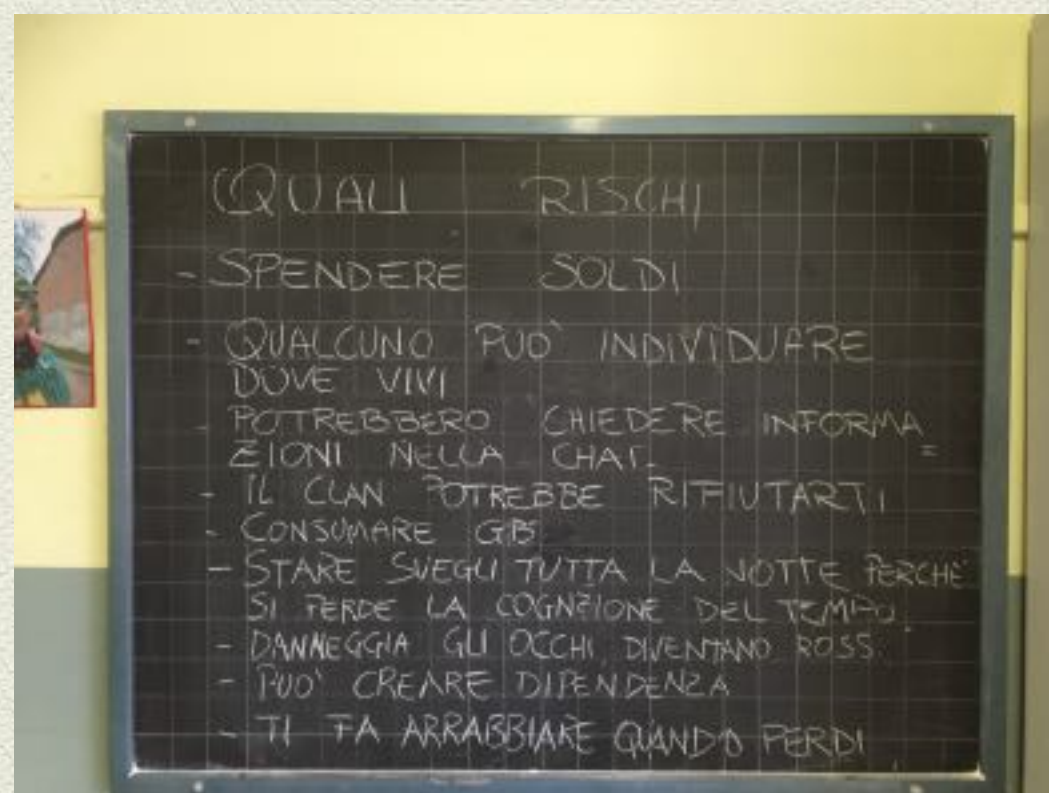 QUALI RISCHI
- SPENDERE SOLDI
- QUALCUNO PUO' INDIVIDUARE
DOVE VIVI
- POTREBBERO CHIEDERE INFORMA=
ZIONI NELLA CHAT.
- IL CLAN POTREBBE RIFIUTARTI
- CONSUMARE GB
- STARE SVEGLI TUTTA LA NOTTE PERCHÈ
SI PERDE LA COGNZIONE DEL TEMPO.
- DANNEGGIA GLI OCCHI, DIVENTANO ROSS
- PUO' CREARE DIPENDENZA
- TI FA ARRABBIARE QUANDO PERDI